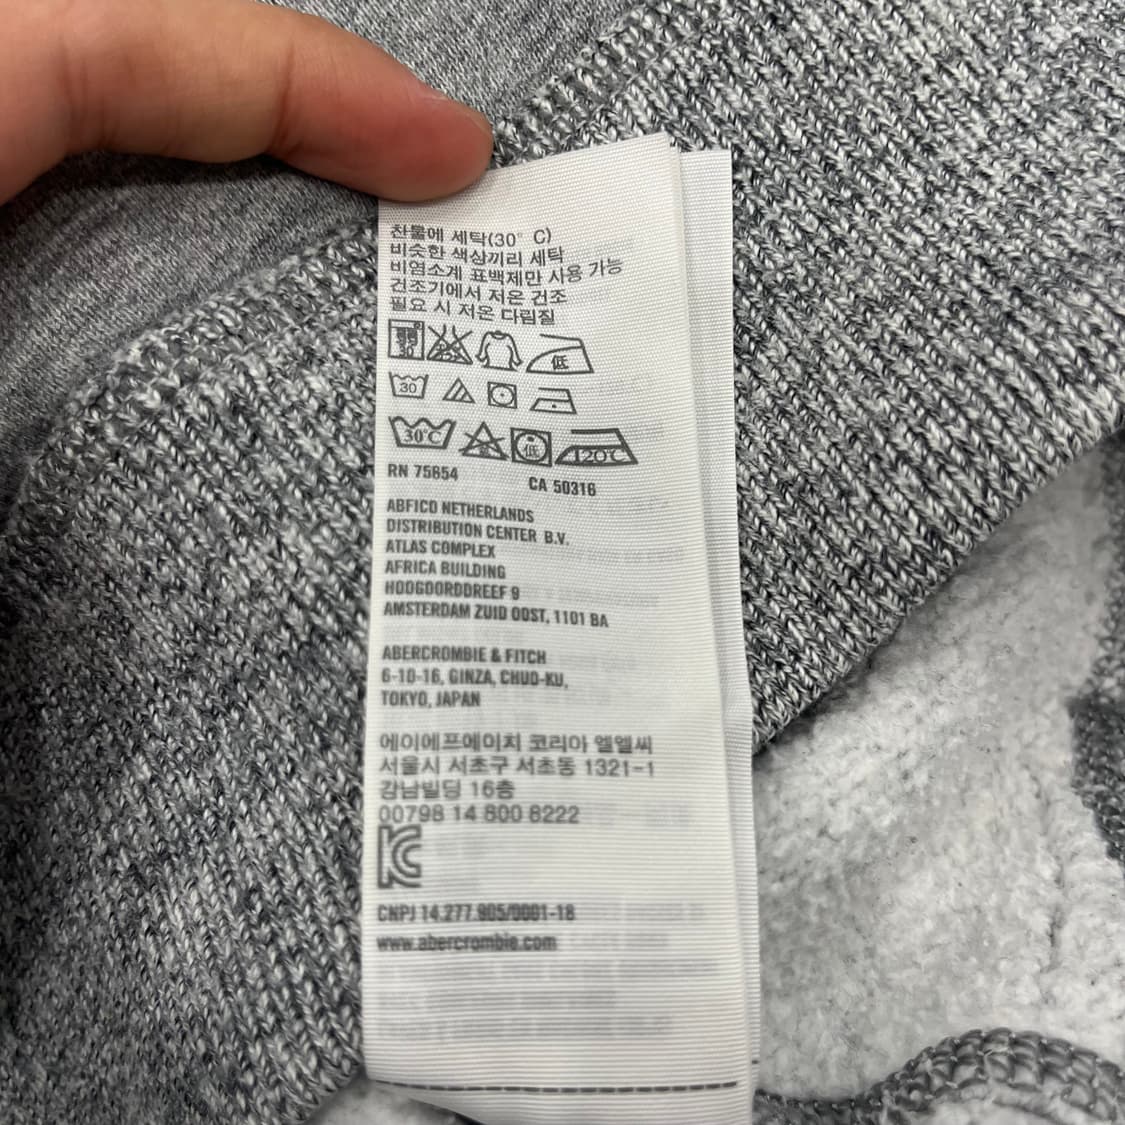 찬물에 세탁(30° C)
비슷한 색상끼리 세탁
비염소계 표백제만 사용 가능
건조기에서 저온 건조
필요 시 저온 다림질
低
30
30°C 低 120°C
RN 75654 CA 50316
ABFICO NETHERLANDS
DISTRIBUTION CENTER B.V.
ATLAS COMPLEX
AFRICA BUILDING
HOOGOORDDREEF 9
AMSTERDAM ZUID OOST, 1101 BA
ABERCROMBIE & FITCH
6-10-16, GINZA, CHUO-KU,
TOKYO, JAPAN
에이에프에이치 코리아 엘엘씨
서울시 서초구 서초동 1321-1
강남빌딩 16층
00798 14 800 8222
KC
CNPJ 14.277.905/0001-18
www.abercrombie.com